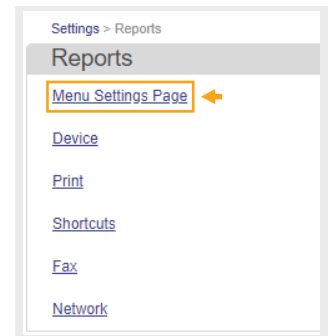 Settings > Reports
Reports
Menu Settings Page
Device
Print
Shortcuts
Fax
Network